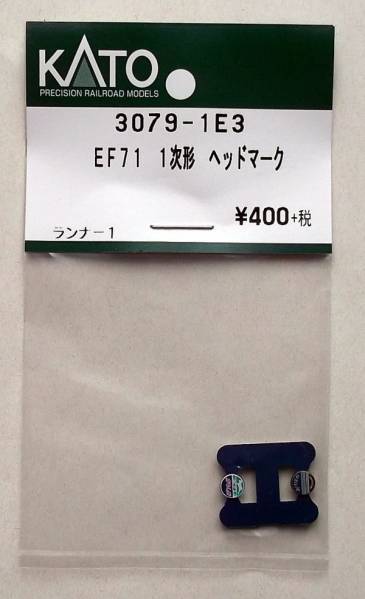 KATO
PRECISION RAILROAD MODELS
3079-1E3
EF71 1次形 ヘッドマーク
¥400+税
ランナー1